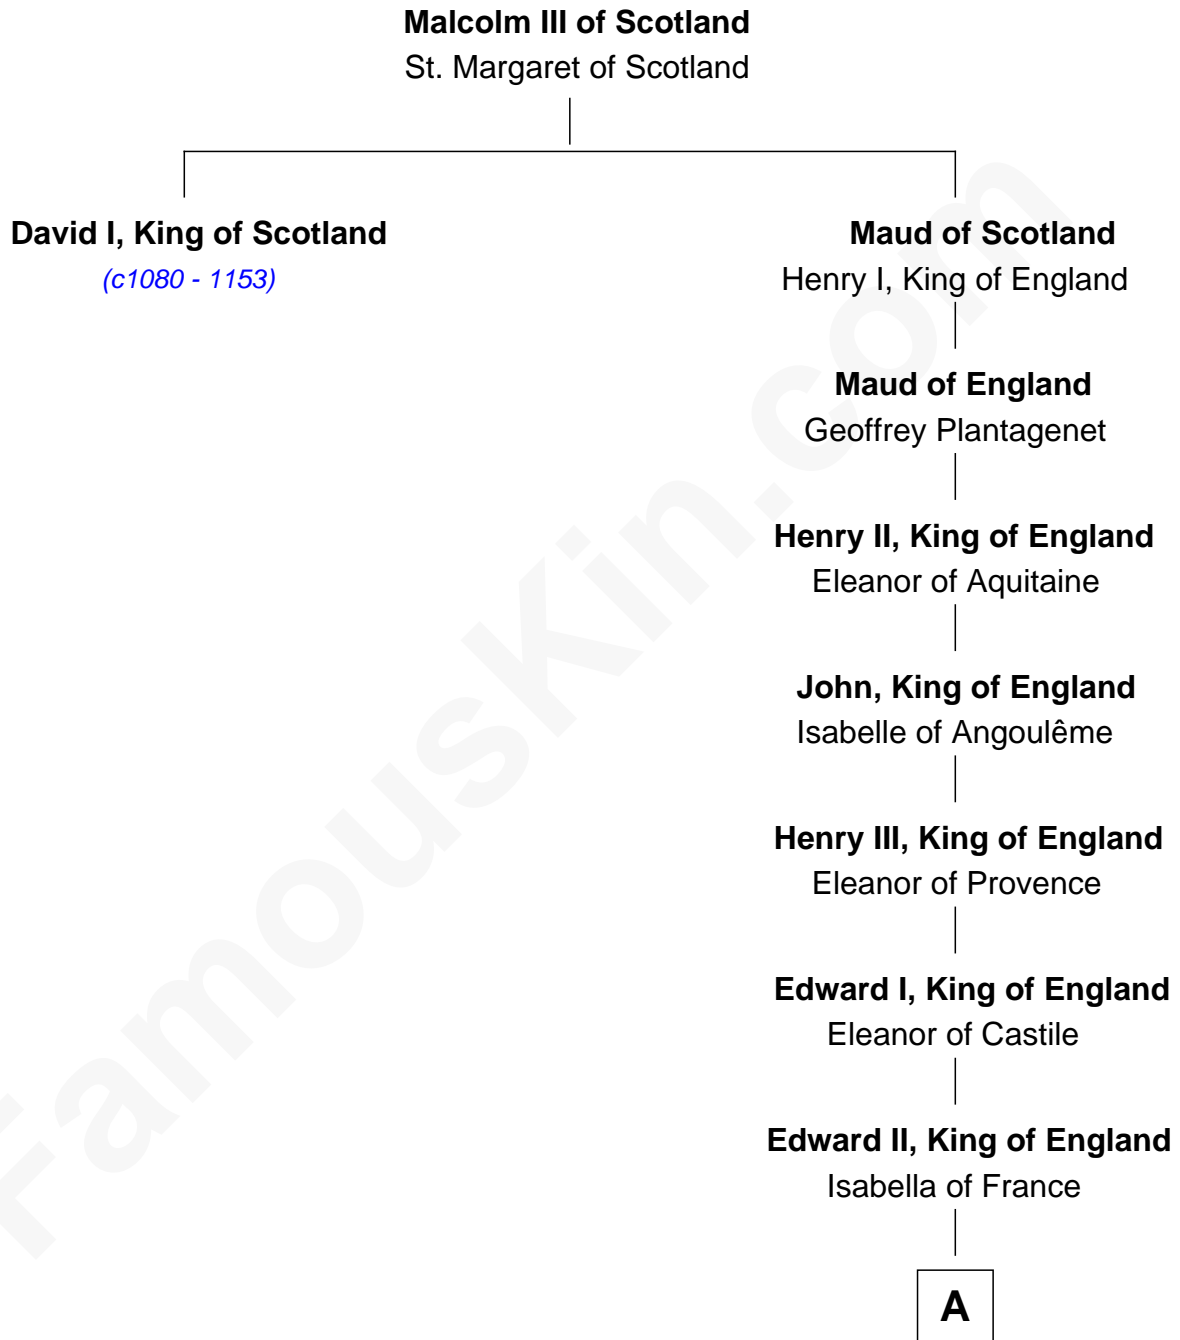 Malcolm III of Scotland
St. Margaret of Scotland
David I, King of Scotland
(c1080 - 1153)
Maud of Scotland
Henry I, King of England
Maud of England
Geoffrey Plantagenet
Henry II, King of England
Eleanor of Aquitaine
John, King of England
Isabelle of Angoulême
Henry III, King of England
Eleanor of Provence
Edward I, King of England
Eleanor of Castile
Edward II, King of England
Isabella of France
A
FamousKin.com